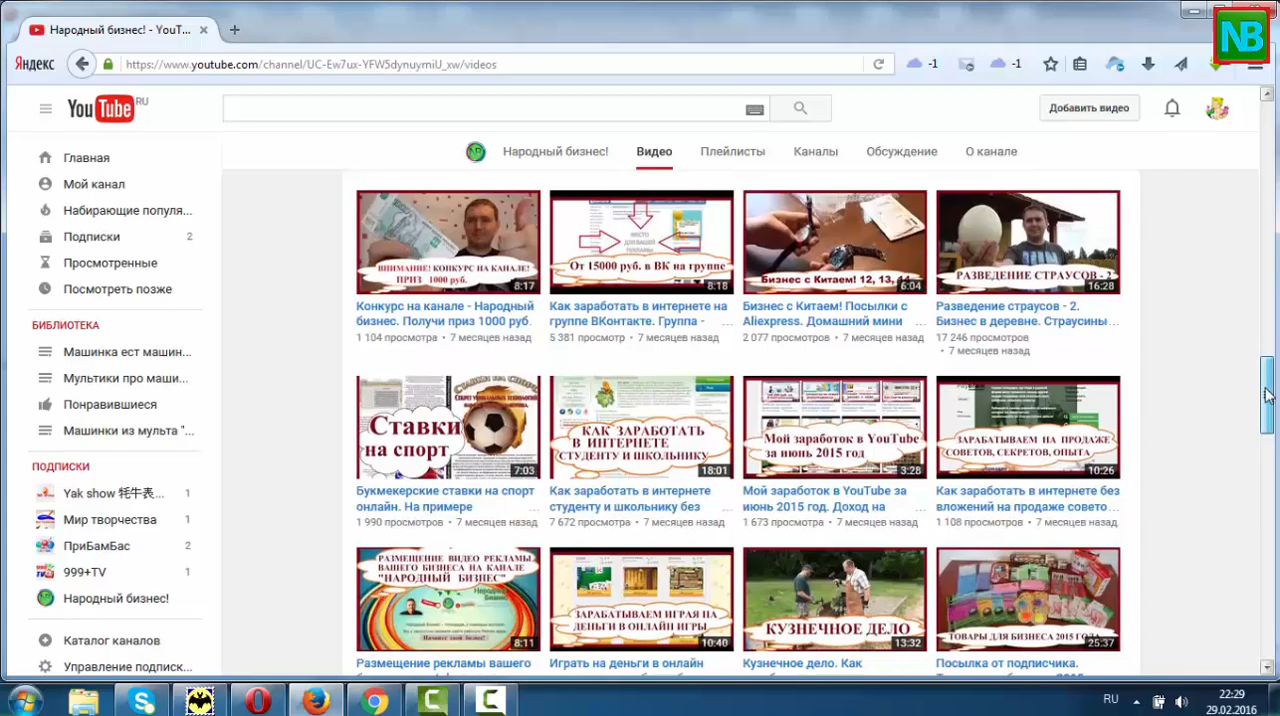 Народный бизнес! - YouT...
NB
Яндекс
https://www.youtube.com/channel/UC-Ew7ux-YFW5dynuymiU_xw/videos
-1
-1
YouTube RU
Добавить видео
Народный бизнес!
Видео
Плейлисты
Каналы
Обсуждение
О канале
Главная
Мой канал
Набирающие популя...
Подписки 2
Просмотренные
Посмотреть позже
БИБЛИОТЕКА
Машинка ест машин...
Мультики про маши...
Понравившиеся
Машинки из мульта "...
ПОДПИСКИ
Yak show 牦牛表... 1
Мир творчества 1
ПриБамБас 2
999+TV 1
Народный бизнес!
Каталог каналов
Управление подписк...
ВНИМАНИЕ! КОНКУРС НА КАНАЛЕ!
ПРИЗ 1000 руб.
8:17
Конкурс на канале - Народный
бизнес. Получи приз 1000 руб.
1 104 просмотра • 7 месяцев назад
МЕСТО
ДЛЯ ВАШЕЙ
РЕКЛАМЫ
От 15000 руб. в ВК на группе
8:18
Как заработать в интернете на
группе ВКонтакте. Группа - ...
5 381 просмотр • 7 месяцев назад
Бизнес с Китаем! 12, 13, 14
6:04
Бизнес с Китаем! Посылки с
Aliexpress. Домашний мини ...
2 077 просмотров • 7 месяцев назад
РАЗВЕДЕНИЕ СТРАУСОВ - 2
16:28
Разведение страусов - 2.
Бизнес в деревне. Страусины...
17 246 просмотров
• 7 месяцев назад
Ставки
на спорт
7:03
Букмекерские ставки на спорт
онлайн. На примере ...
1 990 просмотров • 7 месяцев назад
КАК ЗАРАБОТАТЬ
В ИНТЕРНЕТЕ
СТУДЕНТУ И ШКОЛЬНИКУ
18:01
Как заработать в интернете
студенту и школьнику без ...
7 672 просмотра • 7 месяцев назад
Мой заработок в YouTube
за июнь 2015 год
3:28
Мой заработок в YouTube за
июнь 2015 год. Доход на ...
1 673 просмотра • 7 месяцев назад
ЗАРАБАТЫВАЕМ НА ПРОДАЖЕ
СОВЕТОВ, СЕКРЕТОВ, ОПЫТА
10:26
Как заработать в интернете без
вложений на продаже совето...
1 108 просмотров • 7 месяцев назад
РАЗМЕЩЕНИЕ ВИДЕО РЕКЛАМЫ
ВАШЕГО БИЗНЕСА НА КАНАЛЕ
"НАРОДНЫЙ БИЗНЕС"
8:11
Размещение рекламы вашего
ЗАРАБАТЫВАЕМ ИГРАЯ НА
ДЕНЬГИ В ОНЛАЙН ИГРЫ
10:40
Играть на деньги в онлайн
КУЗНЕЧНОЕ ДЕЛО
13:32
Кузнечное дело. Как
ТОВАРЫ ДЛЯ БИЗНЕСА 2015 ГОДА
25:37
Посылка от подписчика.
RU
22:29
29.02.2016